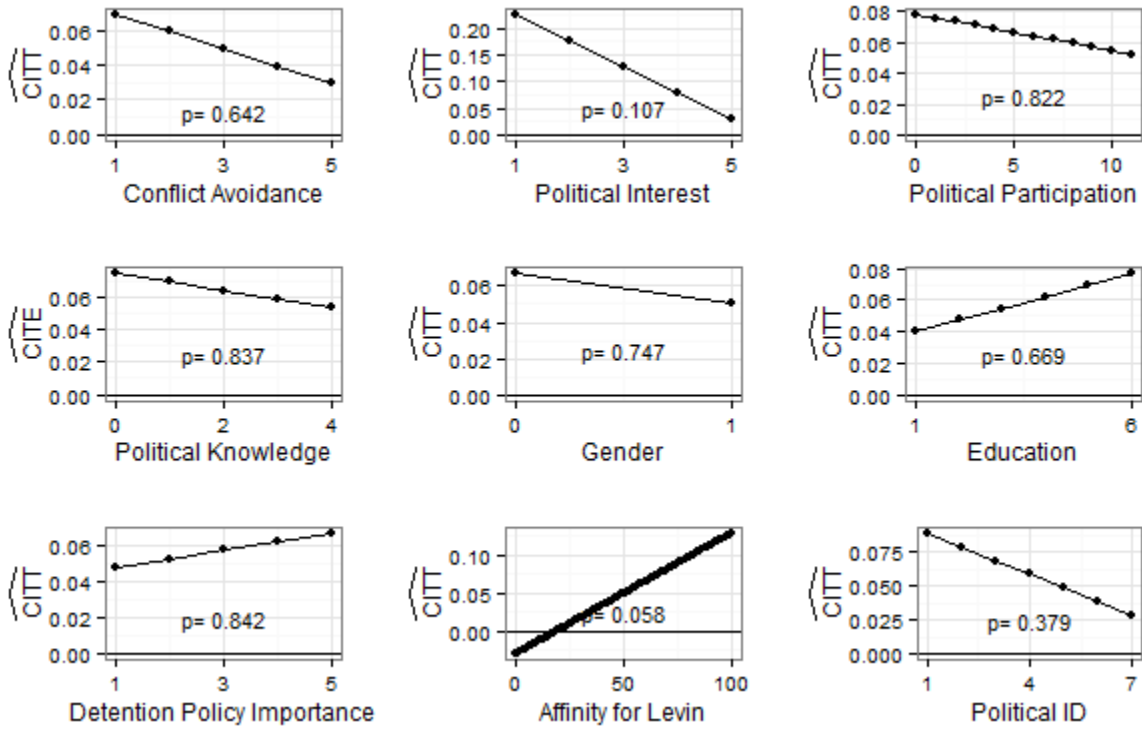 0.06
0.04
0.02
0.00
CITT
p= 0.642
1 3 5
Conflict Avoidance
0.20
0.15
0.10
0.05
0.00
CITT
p= 0.107
1 3 5
Political Interest
0.08
0.06
0.04
0.02
0.00
CITT
p= 0.822
0 5 10
Political Participation
0.06
0.04
0.02
0.00
CITE
p= 0.837
0 2 4
Political Knowledge
0.06
0.04
0.02
0.00
CITT
p= 0.747
0 1
Gender
0.08
0.06
0.04
0.02
0.00
CITT
p= 0.669
1 6
Education
0.06
0.04
0.02
0.00
CITT
p= 0.842
1 3 5
Detention Policy Importance
0.10
0.05
0.00
CITT
p= 0.058
0 50 100
Affinity for Levin
0.075
0.050
0.025
0.000
CITT
p= 0.379
1 4 7
Political ID